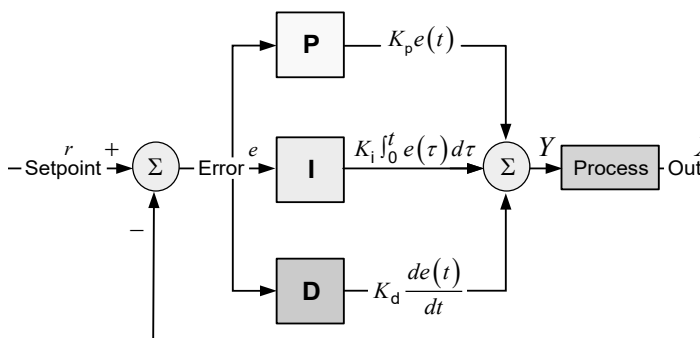 P
K_p e(t)
r +
Setpoint
Σ
Error
e
I
K_i ∫_0^t e(τ) dτ
Σ
Y
Process
Out
−
D
K_d de(t)/dt